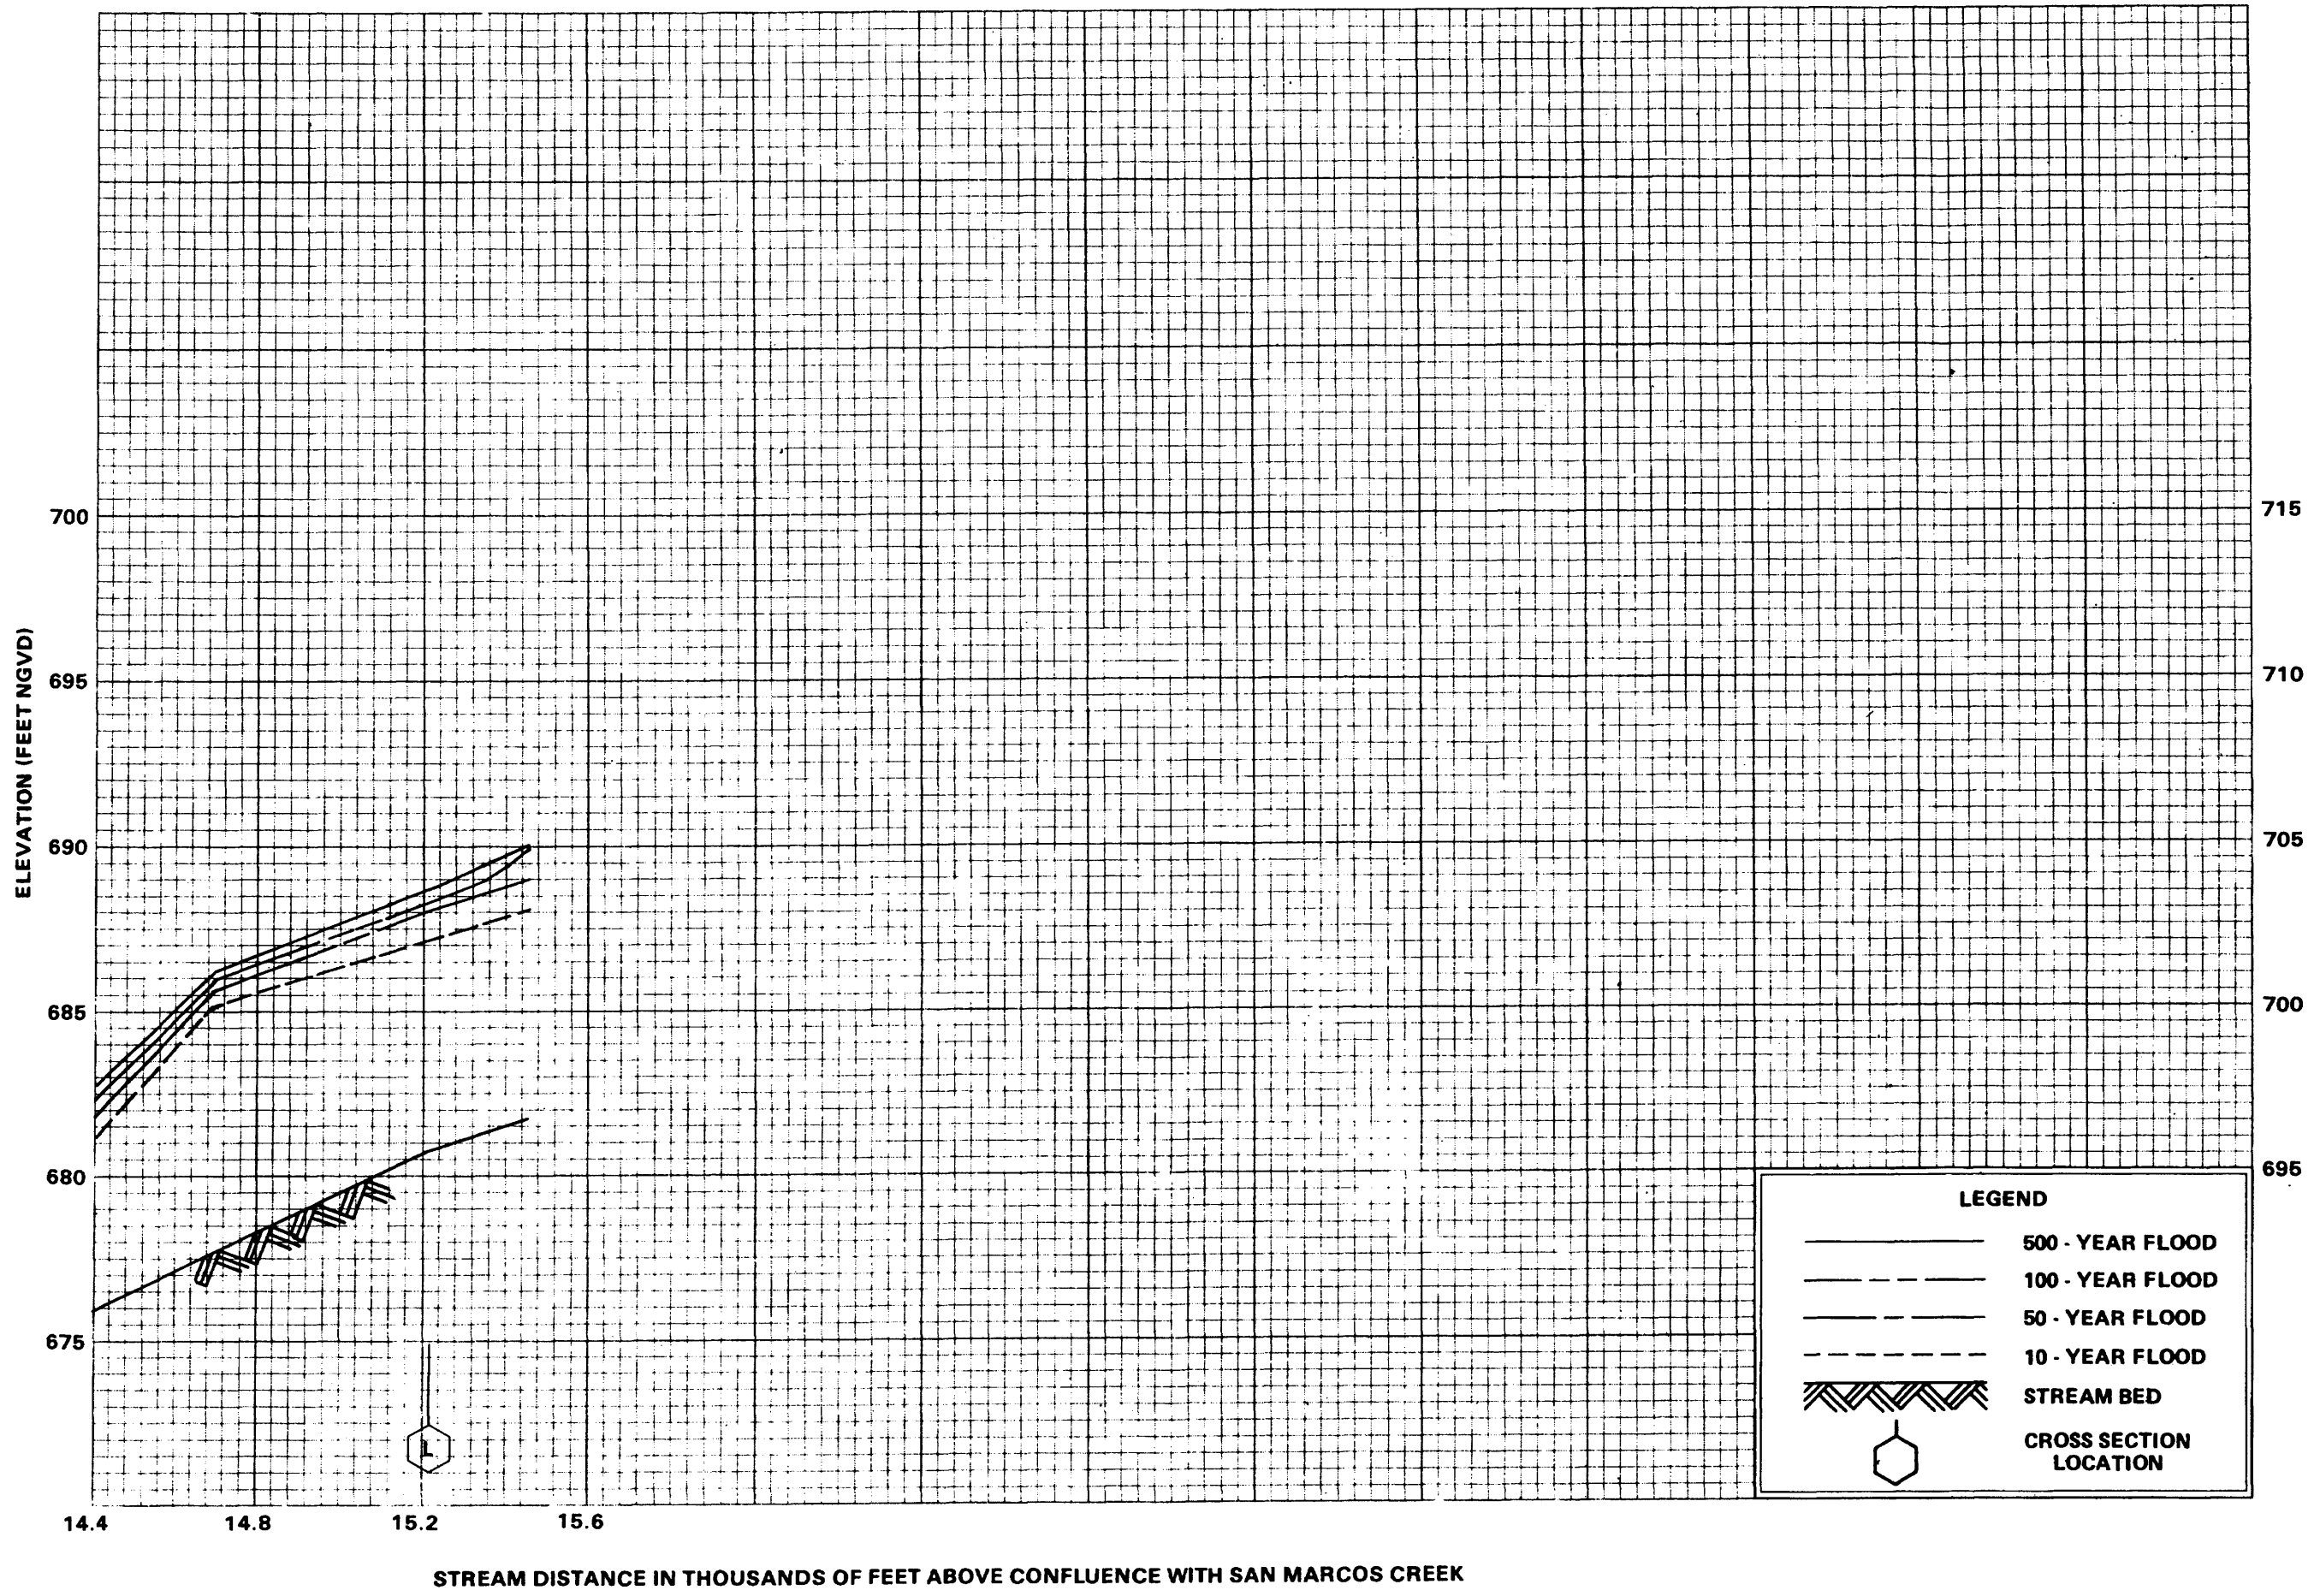 ELEVATION (FEET NGVD)
700
695
690
685
680
675
715
710
705
700
695
L
14.4 14.8 15.2 15.6
STREAM DISTANCE IN THOUSANDS OF FEET ABOVE CONFLUENCE WITH SAN MARCOS CREEK
LEGEND
500 - YEAR FLOOD
100 - YEAR FLOOD
50 - YEAR FLOOD
10 - YEAR FLOOD
STREAM BED
CROSS SECTION
LOCATION